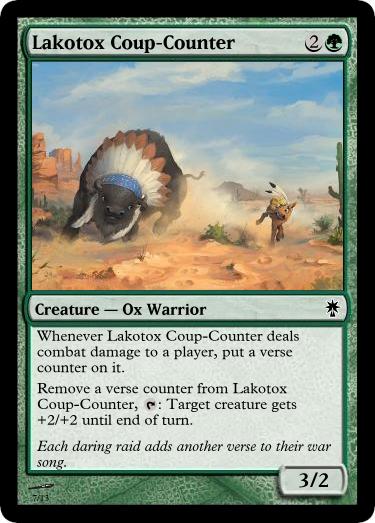 Lakotox Coup-Counter 2
Creature — Ox Warrior
Whenever Lakotox Coup-Counter deals
combat damage to a player, put a verse
counter on it.
Remove a verse counter from Lakotox
Coup-Counter, : Target creature gets
+2/+2 until end of turn.
Each daring raid adds another verse to their war
song.
3/2
7/13